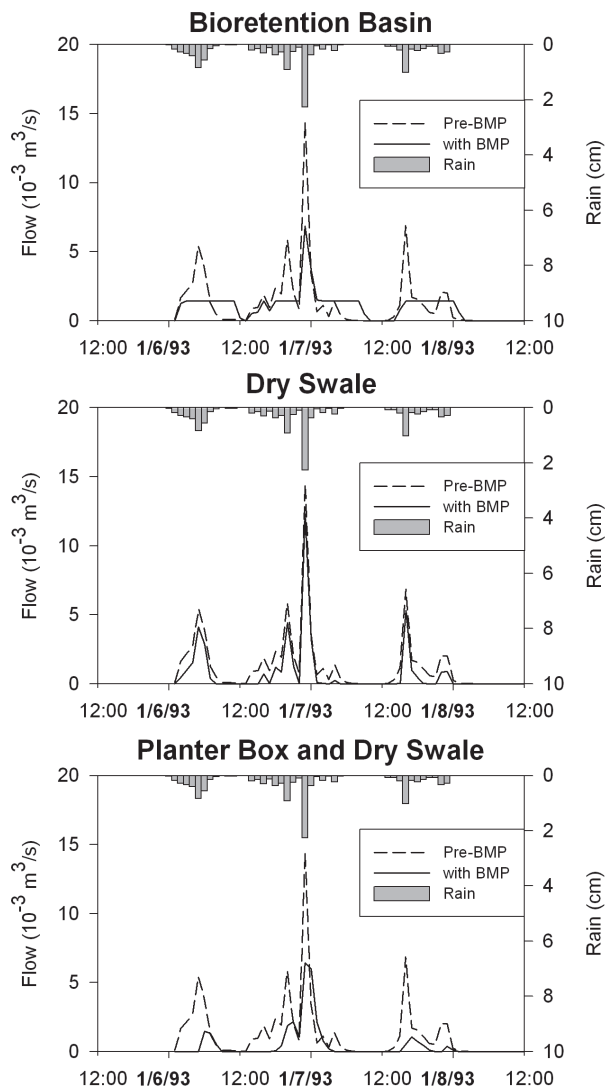 Bioretention Basin
20 0
15 2
10 4
5 6
0 8
10
Flow (10⁻³ m³/s)
Rain (cm)
Pre-BMP
with BMP
Rain
12:00 1/6/93 12:00 1/7/93 12:00 1/8/93 12:00
Dry Swale
20 0
15 2
10 4
5 6
0 8
10
Flow (10⁻³ m³/s)
Rain (cm)
Pre-BMP
with BMP
Rain
12:00 1/6/93 12:00 1/7/93 12:00 1/8/93 12:00
Planter Box and Dry Swale
20 0
15 2
10 4
5 6
0 8
10
Flow (10⁻³ m³/s)
Rain (cm)
Pre-BMP
with BMP
Rain
12:00 1/6/93 12:00 1/7/93 12:00 1/8/93 12:00